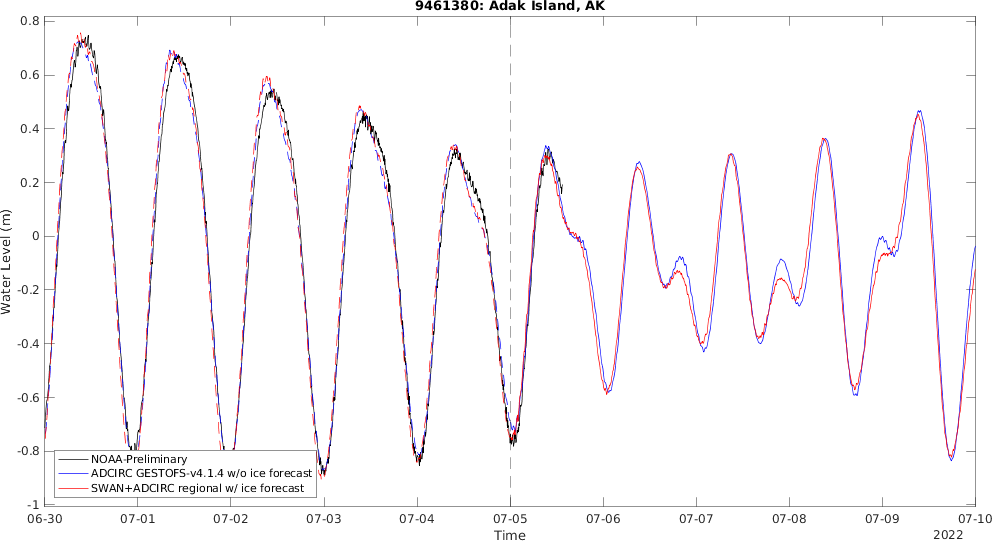 9461380: Adak Island, AK
0.8
0.6
0.4
0.2
0
-0.2
-0.4
-0.6
-0.8
-1
Water Level (m)
NOAA-Preliminary
ADCIRC GESTOFS-v4.1.4 w/o ice forecast
SWAN+ADCIRC regional w/ ice forecast
06-30 07-01 07-02 07-03 07-04 07-05 07-06 07-07 07-08 07-09 07-10
Time
2022